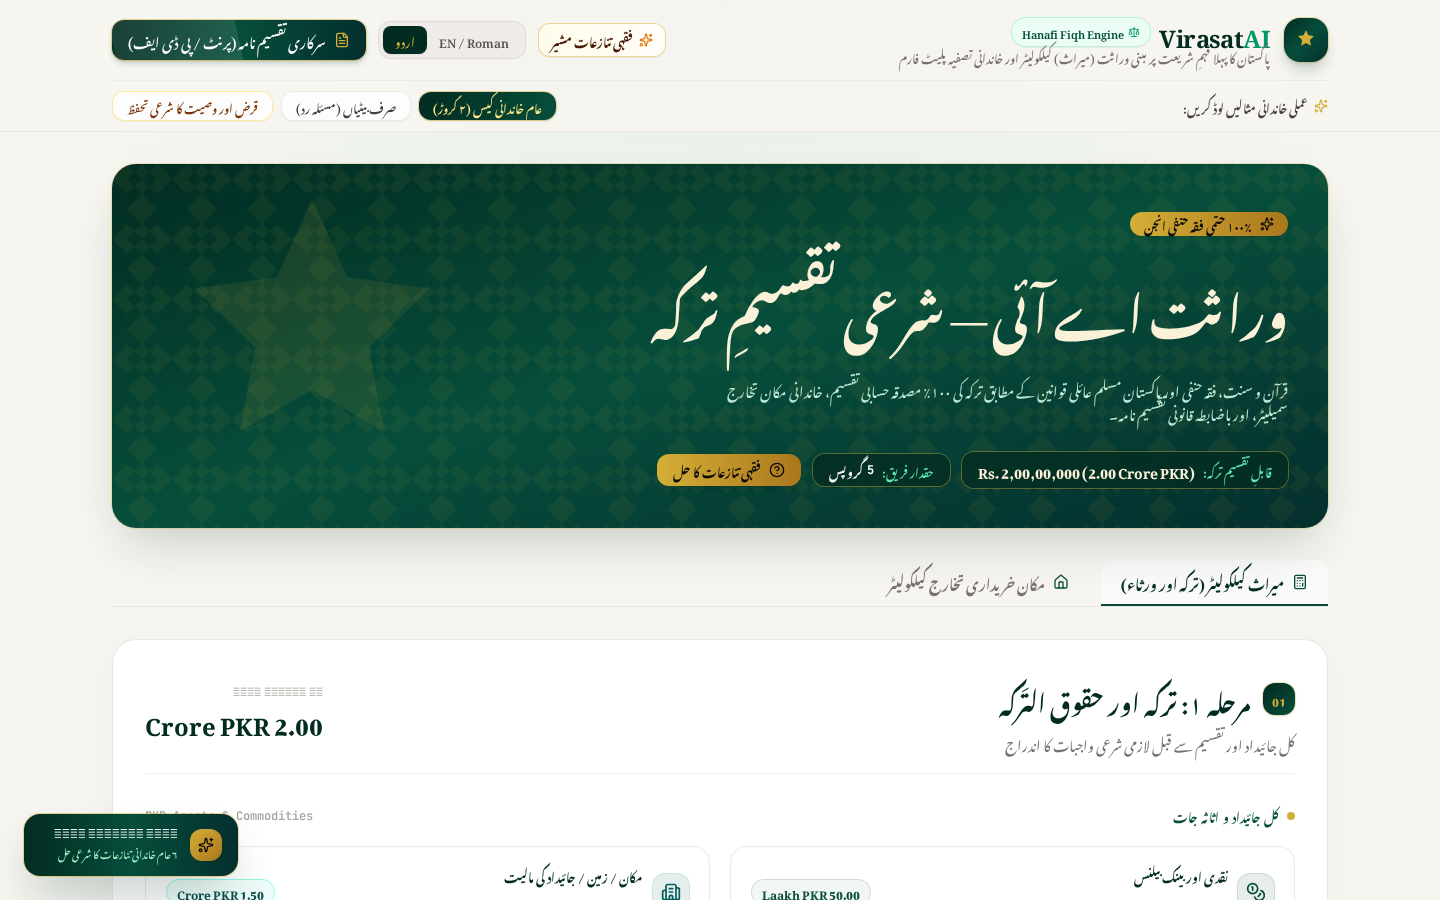 VirasatAI
Hanafi Fiqh Engine
پاکستان کا پہلا فہمِ شریعت پر مبنی وراثت (میراث) کیلکولیٹر اور خاندانی تصفیہ پلیٹ فارم
فقہی تنازعات مشیر
EN / Roman
اردو
سرکاری تقسیم نامہ (پرنٹ / پی ڈی ایف)
عملی خاندانی مثالیں لوڈ کریں:
عام خاندانی کیس (۲ کروڑ)
صرف بیٹیاں (مسئلہ رد)
قرض اور وصیت کا شرعی تحفظ
۱۰۰٪ حتمی فقہ حنفی انجن
وراثت اے آئی — شرعی تقسیمِ ترکہ
قرآن و سنت، فقہ حنفی اور پاکستان مسلم عائلی قوانین کے مطابق ترکہ کی ۱۰۰٪ مصدقہ حسابی تقسیم، خاندانی مکان تخارج
سمیلیٹر، اور باضابطہ قانونی تقسیم نامہ۔
قابلِ تقسیم ترکہ: Rs. 2,00,00,000 (2.00 Crore PKR)
حقدار فریق: 5 گروپس
فقہی تنازعات کا حل
میراث کیلکولیٹر (ترکہ اور ورثاء)
مکان خریداری تخارج کیلکولیٹر
01
مرحلہ ۱: ترکہ اور حقوق الترَکہ
کل جائیداد اور تقسیم سے قبل لازمی شرعی واجبات کا اندراج
Crore PKR 2.00
کل جائیداد و اثاثہ جات
Commodities
نقدی اور بینک بیلنس
Laakh PKR 50.00
مکان / زمین / جائیداد کی مالیت
Crore PKR 1.50
۶ عام خاندانی تنازعات کا شرعی حل